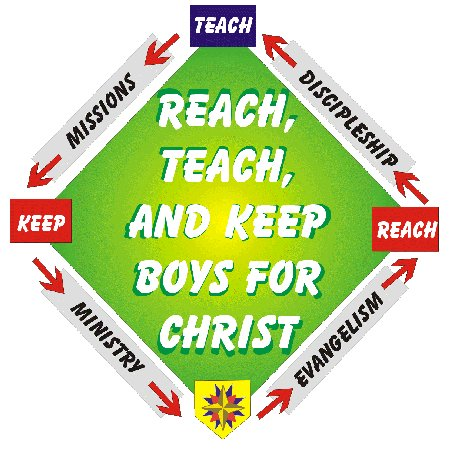 TEACH
MISSIONS
DISCIPLESHIP
REACH,
TEACH,
AND KEEP
BOYS FOR
CHRIST
KEEP
REACH
MINISTRY
EVANGELISM